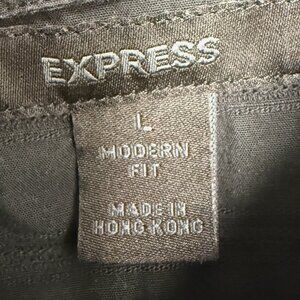 EXPRESS
L
MODERN
FIT
MADE IN
HONG KONG